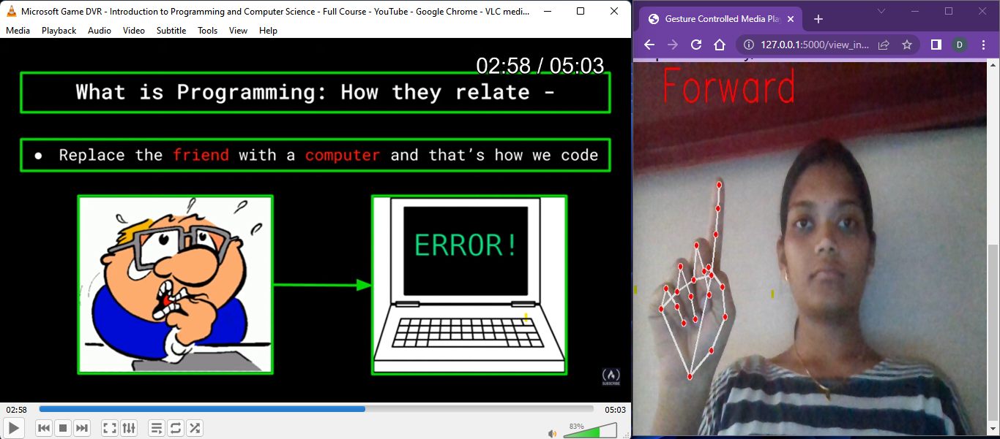 Microsoft Game DVR - Introduction to Programming and Computer Science - Full Course - YouTube - Google Chrome - VLC medi...
Media Playback Audio Video Subtitle Tools View Help
02:58 / 05:03
What is Programming: How they relate -
● Replace the friend with a computer and that's how we code
ERROR!
SUBSCRIBE
02:58
05:03
83%
Gesture Controlled Media Pla
127.0.0.1:5000/view_in...
D
Forward